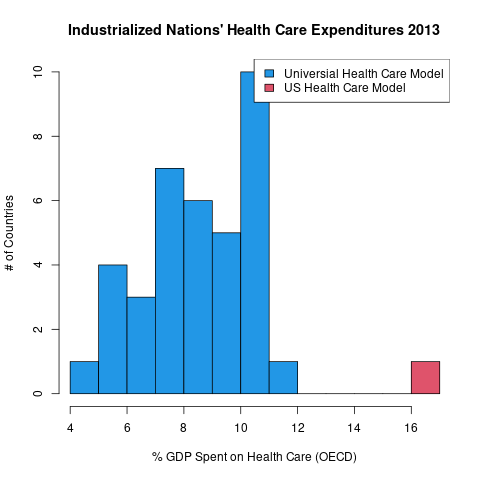 Industrialized Nations' Health Care Expenditures 2013
Universial Health Care Model
US Health Care Model
# of Countries
10
8
6
4
2
0
4 6 8 10 12 14 16
% GDP Spent on Health Care (OECD)